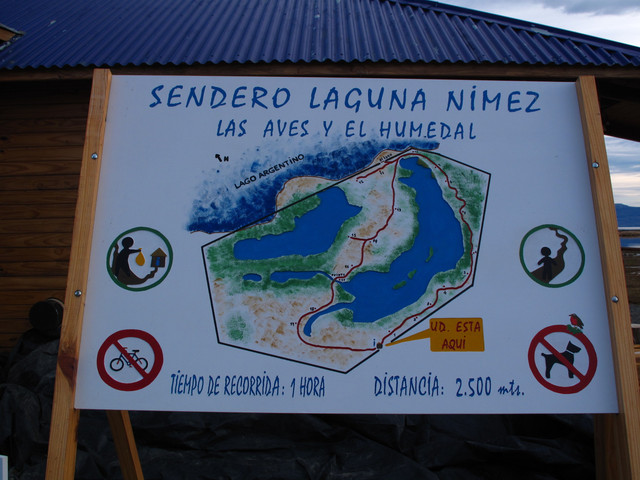 SENDERO LAGUNA NIMEZ
LAS AVES Y EL HUMEDAL
N
LAGO ARGENTINO
UD. ESTA
AQUÍ
TIEMPO DE RECORRIDA: 1 HORA
DISTANCIA: 2.500 mts.